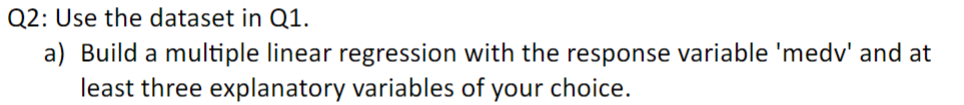 Q2: Use the dataset in Q1.
a) Build a multiple linear regression with the response variable 'medv' and at
least three explanatory variables of your choice.